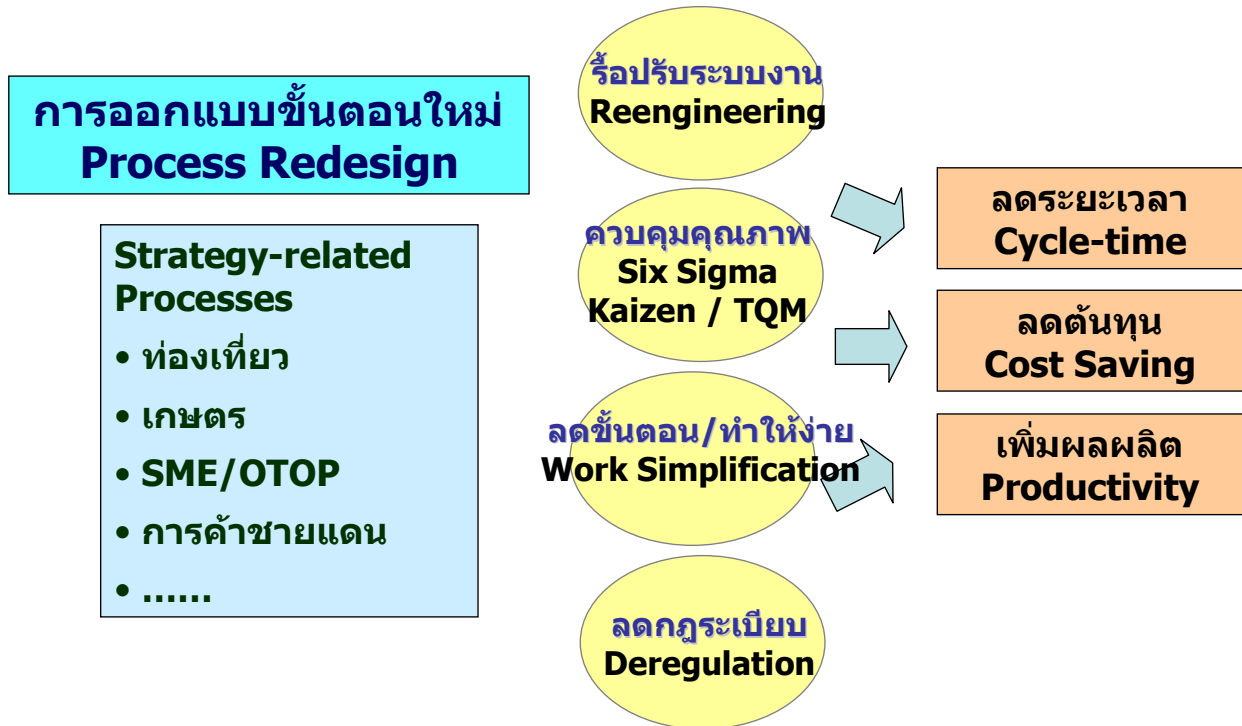 การออกแบบขั้นตอนใหม่
Process Redesign
Strategy-related
Processes
• ท่องเที่ยว
• เกษตร
• SME/OTOP
• การค้าชายแดน
• ......
รื้อปรับระบบงาน
Reengineering
ควบคุมคุณภาพ
Six Sigma
Kaizen / TQM
ลดขั้นตอน/ทำให้ง่าย
Work Simplification
ลดกฎระเบียบ
Deregulation
ลดระยะเวลา
Cycle-time
ลดต้นทุน
Cost Saving
เพิ่มผลผลิต
Productivity